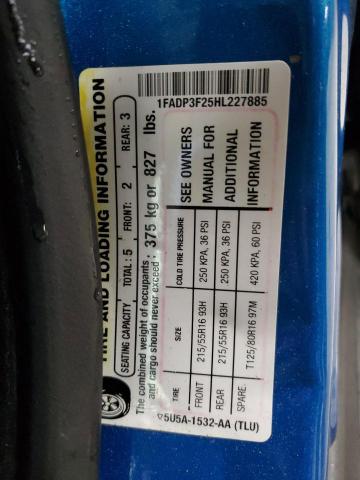 TIRE AND LOADING INFORMATION
SEATING CAPACITY TOTAL: 5 FRONT: 2 REAR: 3
The combined weight of occupants
and cargo should never exceed : 375 kg or 827 lbs.
TIRE SIZE COLD TIRE PRESSURE SEE OWNERS
FRONT 215/55R16 93H 250 KPA, 36 PSI MANUAL FOR
REAR 215/55R16 93H 250 KPA, 36 PSI ADDITIONAL
SPARE T125/80R16 97M 420 KPA, 60 PSI INFORMATION
5U5A-1532-AA (TLU) 1FADP3F25HL227885